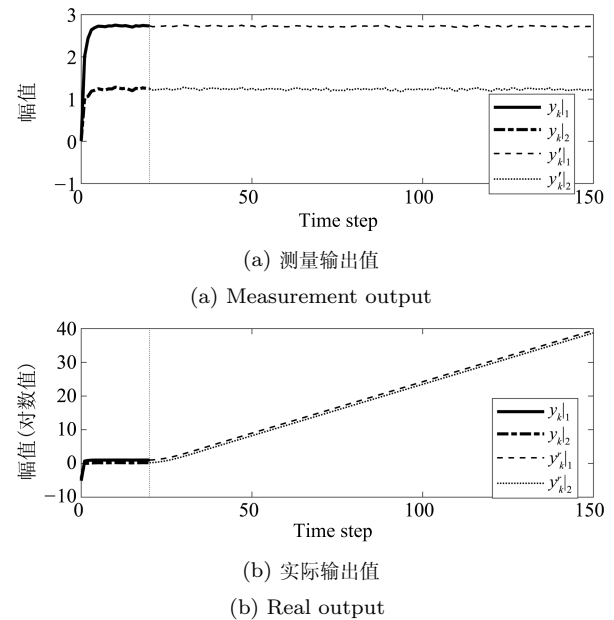 3
2
1
0
−1
幅值
0
50
100
150
Time step
y_k|_1
y_k|_2
y'_k|_1
y'_k|_2
(a) 测量输出值
(a) Measurement output
40
30
20
10
0
−10
幅值(对数值)
0
50
100
150
Time step
y_k|_1
y_k|_2
y^r_k|_1
y^r_k|_2
(b) 实际输出值
(b) Real output